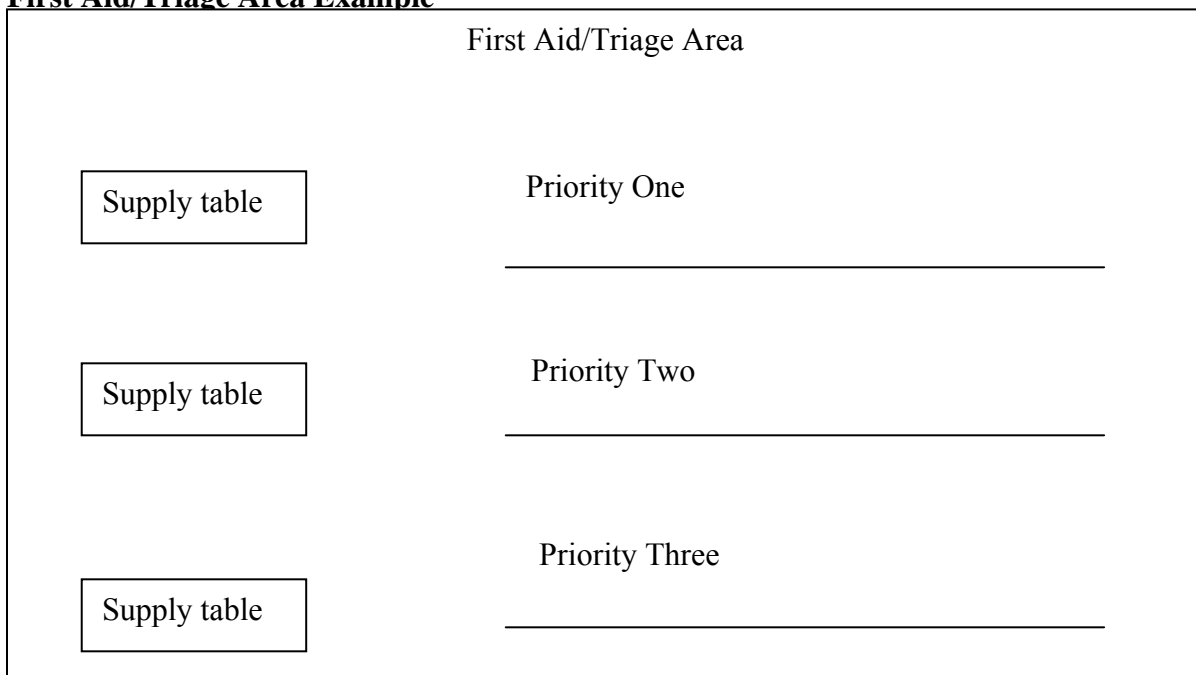 First Aid/Triage Area Example
First Aid/Triage Area
Supply table
Priority One
Supply table
Priority Two
Priority Three
Supply table